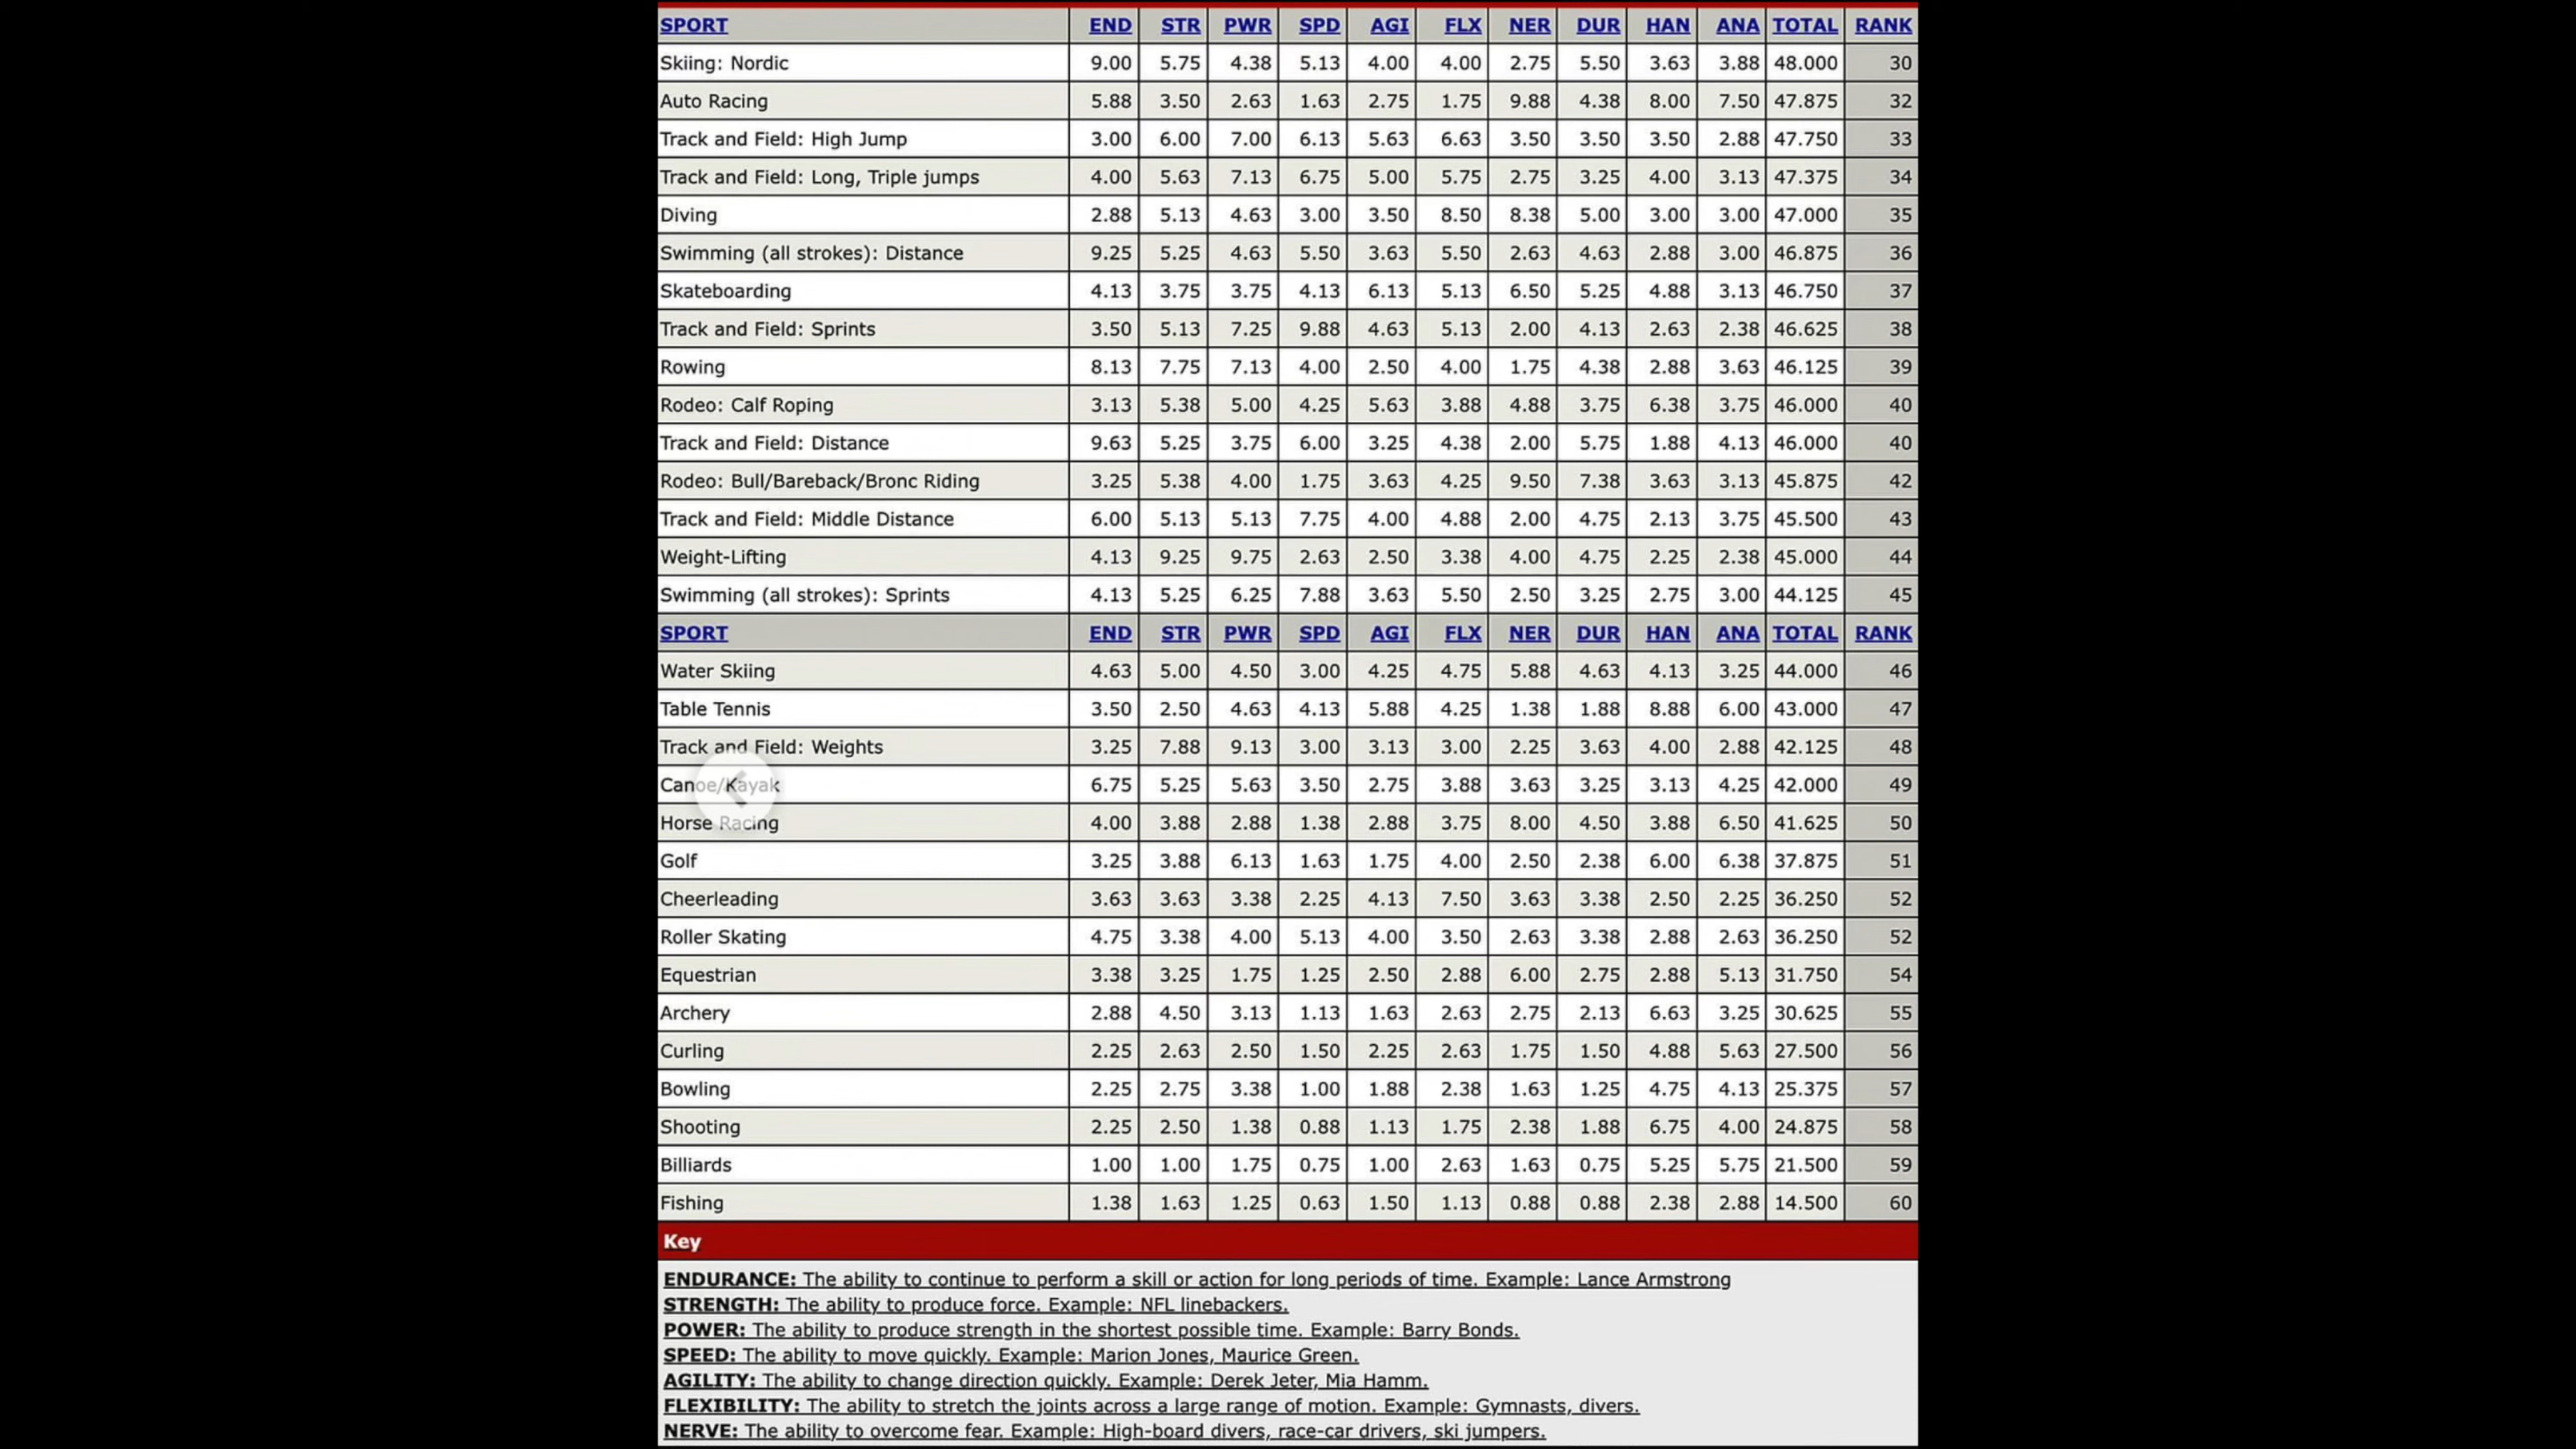 SPORT END STR PWR SPD AGI FLX NER DUR HAN ANA TOTAL RANK
Skiing: Nordic 9.00 5.75 4.38 5.13 4.00 4.00 2.75 5.50 3.63 3.88 48.000 30
Auto Racing 5.88 3.50 2.63 1.63 2.75 1.75 9.88 4.38 8.00 7.50 47.875 32
Track and Field: High Jump 3.00 6.00 7.00 6.13 5.63 6.63 3.50 3.50 3.50 2.88 47.750 33
Track and Field: Long, Triple jumps 4.00 5.63 7.13 6.75 5.00 5.75 2.75 3.25 4.00 3.13 47.375 34
Diving 2.88 5.13 4.63 3.00 3.50 8.50 8.38 5.00 3.00 3.00 47.000 35
Swimming (all strokes): Distance 9.25 5.25 4.63 5.50 3.63 5.50 2.63 4.63 2.88 3.00 46.875 36
Skateboarding 4.13 3.75 3.75 4.13 6.13 5.13 6.50 5.25 4.88 3.13 46.750 37
Track and Field: Sprints 3.50 5.13 7.25 9.88 4.63 5.13 2.00 4.13 2.63 2.38 46.625 38
Rowing 8.13 7.75 7.13 4.00 2.50 4.00 1.75 4.38 2.88 3.63 46.125 39
Rodeo: Calf Roping 3.13 5.38 5.00 4.25 5.63 3.88 4.88 3.75 6.38 3.75 46.000 40
Track and Field: Distance 9.63 5.25 3.75 6.00 3.25 4.38 2.00 5.75 1.88 4.13 46.000 40
Rodeo: Bull/Bareback/Bronc Riding 3.25 5.38 4.00 1.75 3.63 4.25 9.50 7.38 3.63 3.13 45.875 42
Track and Field: Middle Distance 6.00 5.13 5.13 7.75 4.00 4.88 2.00 4.75 2.13 3.75 45.500 43
Weight-Lifting 4.13 9.25 9.75 2.63 2.50 3.38 4.00 4.75 2.25 2.38 45.000 44
Swimming (all strokes): Sprints 4.13 5.25 6.25 7.88 3.63 5.50 2.50 3.25 2.75 3.00 44.125 45
SPORT END STR PWR SPD AGI FLX NER DUR HAN ANA TOTAL RANK
Water Skiing 4.63 5.00 4.50 3.00 4.25 4.75 5.88 4.63 4.13 3.25 44.000 46
Table Tennis 3.50 2.50 4.63 4.13 5.88 4.25 1.38 1.88 8.88 6.00 43.000 47
Track and Field: Weights 3.25 7.88 9.13 3.00 3.13 3.00 2.25 3.63 4.00 2.88 42.125 48
Canoe/Kayak 6.75 5.25 5.63 3.50 2.75 3.88 3.63 3.25 3.13 4.25 42.000 49
Horse Racing 4.00 3.88 2.88 1.38 2.88 3.75 8.00 4.50 3.88 6.50 41.625 50
Golf 3.25 3.88 6.13 1.63 1.75 4.00 2.50 2.38 6.00 6.38 37.875 51
Cheerleading 3.63 3.63 3.38 2.25 4.13 7.50 3.63 3.38 2.50 2.25 36.250 52
Roller Skating 4.75 3.38 4.00 5.13 4.00 3.50 2.63 3.38 2.88 2.63 36.250 52
Equestrian 3.38 3.25 1.75 1.25 2.50 2.88 6.00 2.75 2.88 5.13 31.750 54
Archery 2.88 4.50 3.13 1.13 1.63 2.63 2.75 2.13 6.63 3.25 30.625 55
Curling 2.25 2.63 2.50 1.50 2.25 2.63 1.75 1.50 4.88 5.63 27.500 56
Bowling 2.25 2.75 3.38 1.00 1.88 2.38 1.63 1.25 4.75 4.13 25.375 57
Shooting 2.25 2.50 1.38 0.88 1.13 1.75 2.38 1.88 6.75 4.00 24.875 58
Billiards 1.00 1.00 1.75 0.75 1.00 2.63 1.63 0.75 5.25 5.75 21.500 59
Fishing 1.38 1.63 1.25 0.63 1.50 1.13 0.88 0.88 2.38 2.88 14.500 60
Key
ENDURANCE: The ability to continue to perform a skill or action for long periods of time. Example: Lance Armstrong
STRENGTH: The ability to produce force. Example: NFL linebackers.
POWER: The ability to produce strength in the shortest possible time. Example: Barry Bonds.
SPEED: The ability to move quickly. Example: Marion Jones, Maurice Green.
AGILITY: The ability to change direction quickly. Example: Derek Jeter, Mia Hamm.
FLEXIBILITY: The ability to stretch the joints across a large range of motion. Example: Gymnasts, divers.
NERVE: The ability to overcome fear. Example: High-board divers, race-car drivers, ski jumpers.